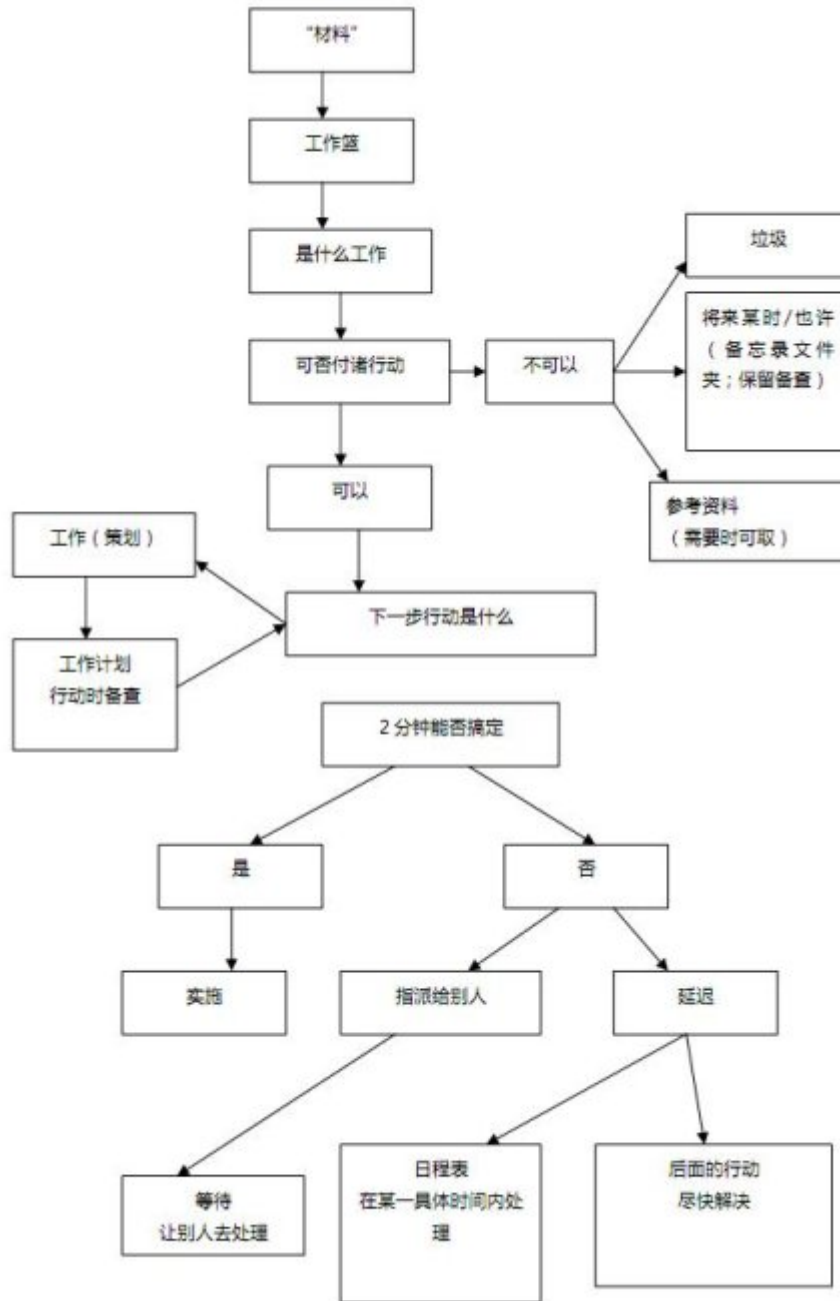 “材料”
工作篮
是什么工作
垃圾
可否付诸行动
不可以
将来某时/也许
（备忘录文件
夹；保留备查）
可以
参考资料
（需要时可取）
工作（策划）
下一步行动是什么
工作计划
行动时备查
2分钟能否搞定
是
否
实施
指派给别人
延迟
等待
让别人去处理
日程表
在某一具体时间内处
理
后面的行动
尽快解决